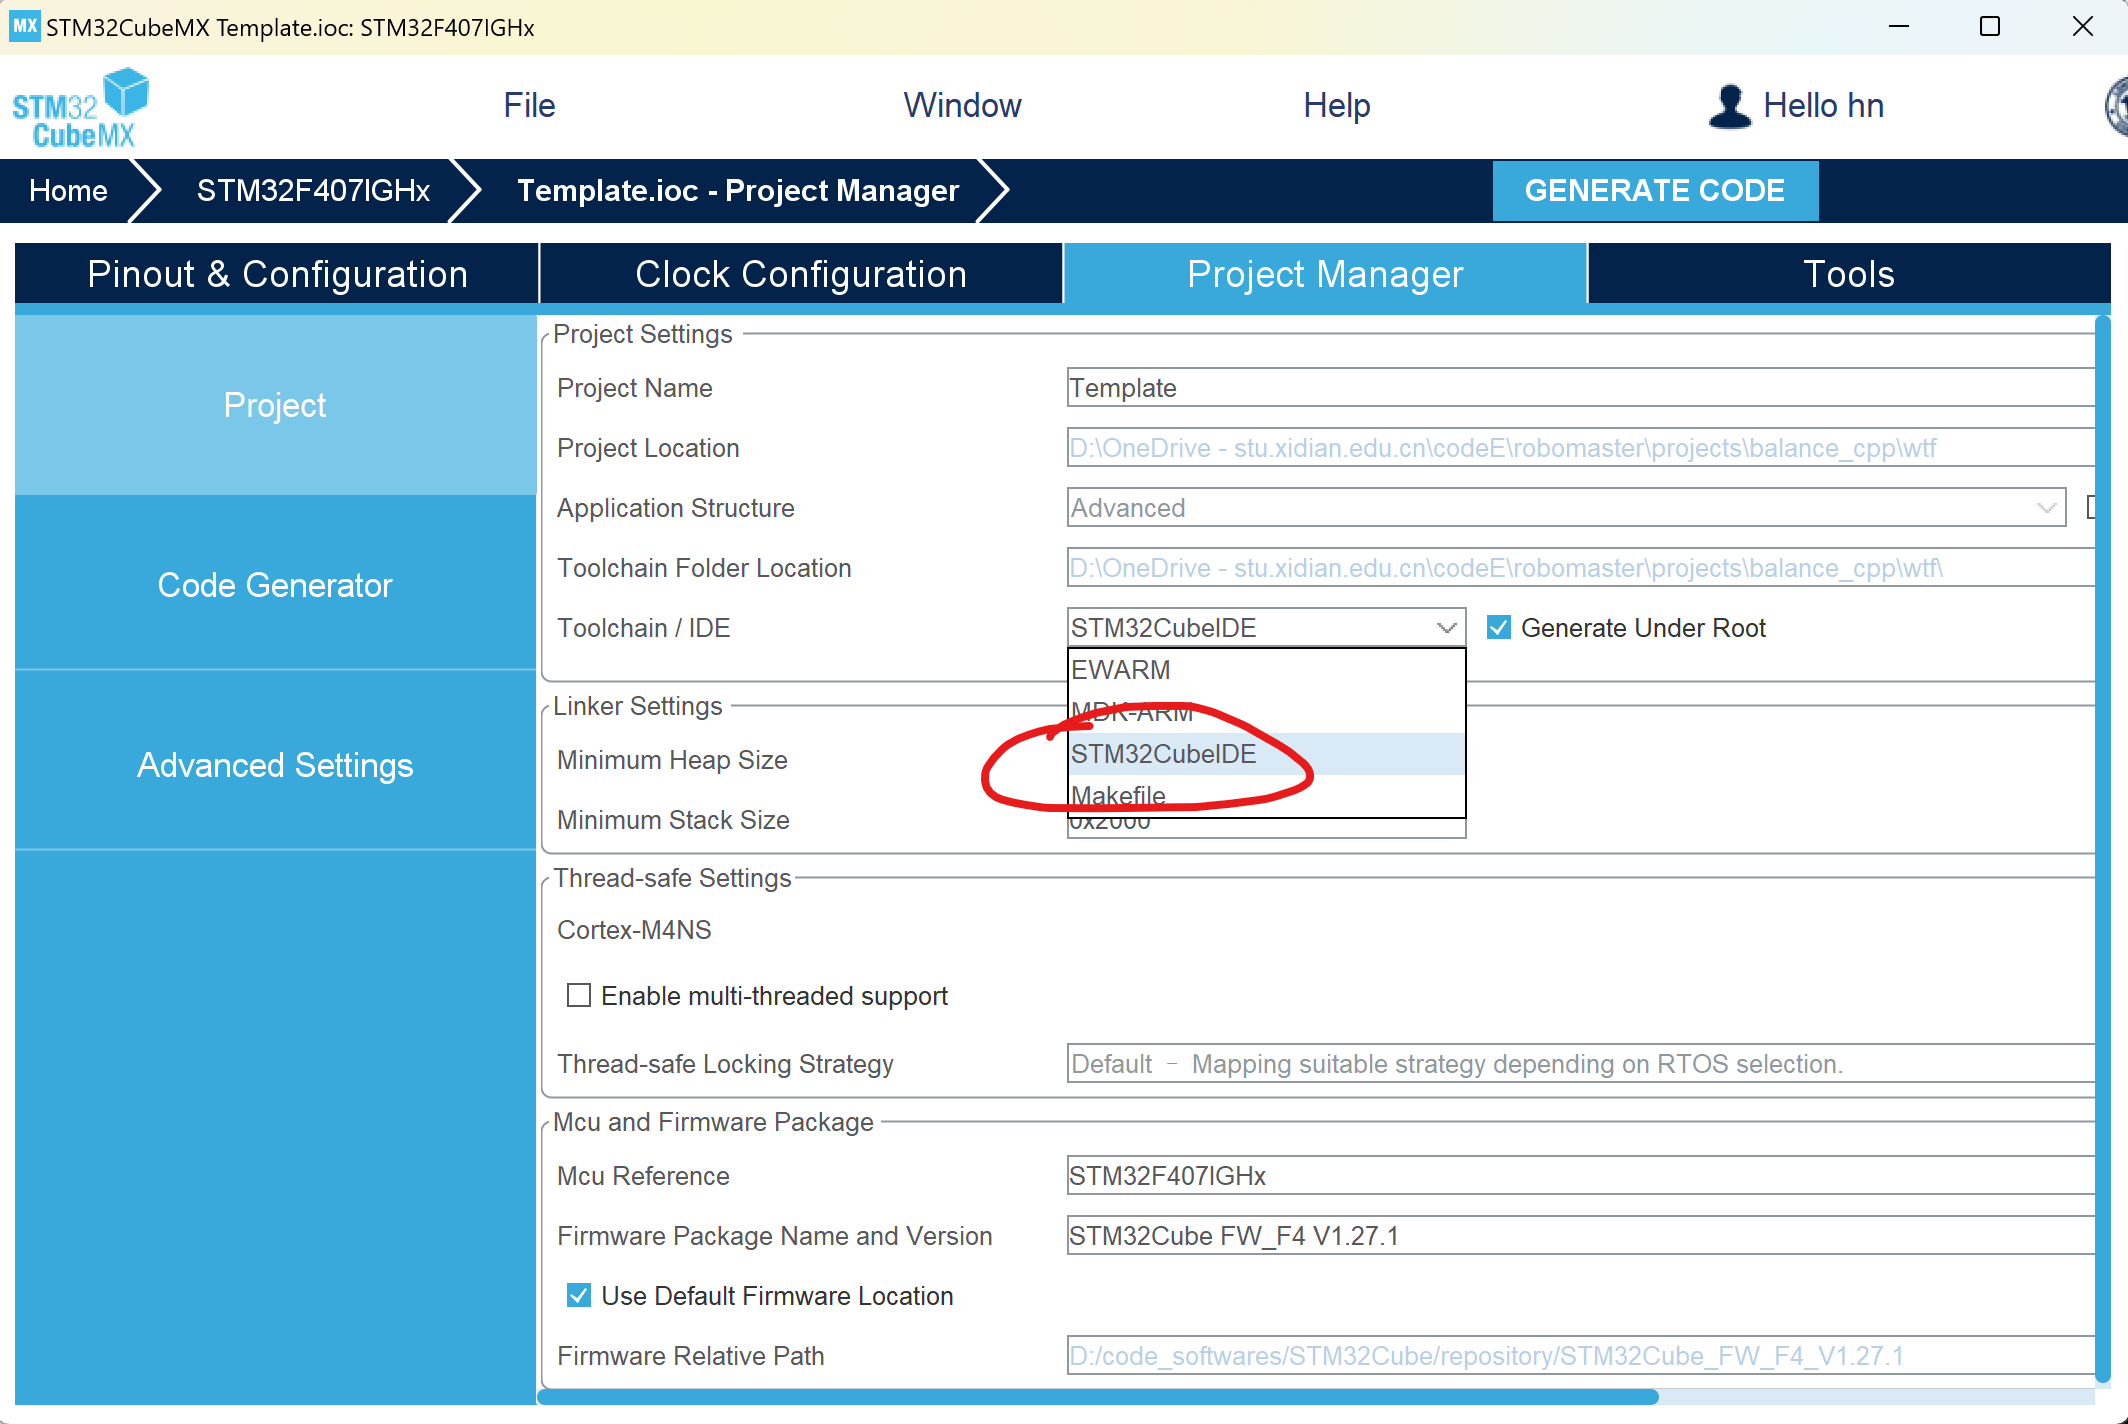 MX STM32CubeMX Template.ioc: STM32F407IGHx
STM32
CubeMX
File
Window
Help
Hello hn
Home
STM32F407IGHx
Template.ioc - Project Manager
GENERATE CODE
Pinout & Configuration
Clock Configuration
Project Manager
Tools
Project
Code Generator
Advanced Settings
Project Settings
Project Name
Template
Project Location
D:\OneDrive - stu.xidian.edu.cn\codeE\robomaster\projects\balance_cpp\wtf
Application Structure
Advanced
Toolchain Folder Location
D:\OneDrive - stu.xidian.edu.cn\codeE\robomaster\projects\balance_cpp\wtf\
Toolchain / IDE
STM32CubeIDE
Generate Under Root
EWARM
MDK-ARM
STM32CubeIDE
Makefile
Linker Settings
Minimum Heap Size
Minimum Stack Size
0x2000
Thread-safe Settings
Cortex-M4NS
Enable multi-threaded support
Thread-safe Locking Strategy
Default – Mapping suitable strategy depending on RTOS selection.
Mcu and Firmware Package
Mcu Reference
STM32F407IGHx
Firmware Package Name and Version
STM32Cube FW_F4 V1.27.1
Use Default Firmware Location
Firmware Relative Path
D:/code_softwares/STM32Cube/repository/STM32Cube_FW_F4_V1.27.1